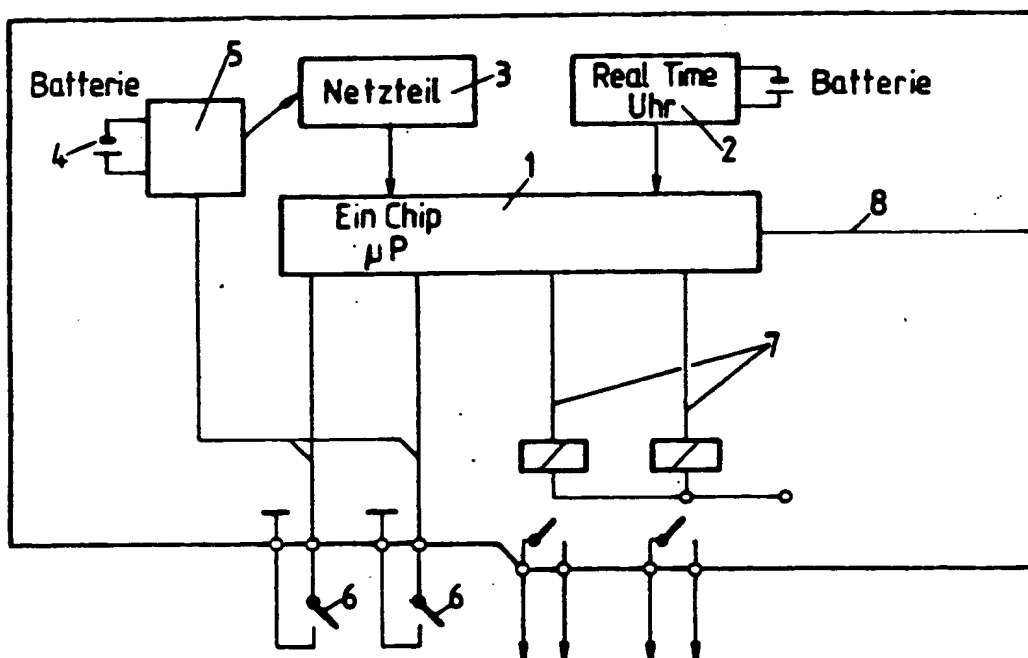 5
Batterie
Netzteil
3
Real Time
Uhr
Batterie
4
2
1
Ein Chip
µP
8
7
6
6